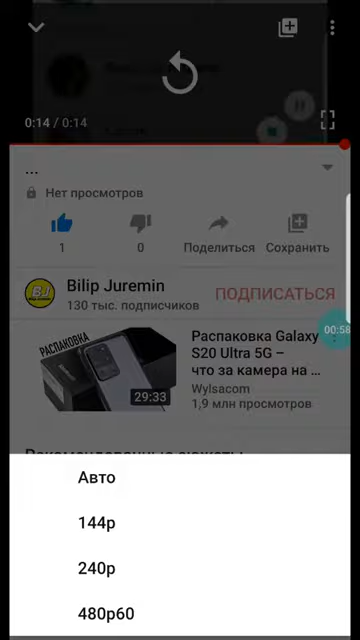 0:14 / 0:14
...
Нет просмотров
1
0
Поделиться
Сохранить
BJ
Bilip Juremin
130 тыс. подписчиков
ПОДПИСАТЬСЯ
00:58
РАСПАКОВКА
29:33
Распаковка Galaxy
S20 Ultra 5G –
что за камера на ...
Wylsacom
1,9 млн просмотров
Авто
144p
240p
480p60